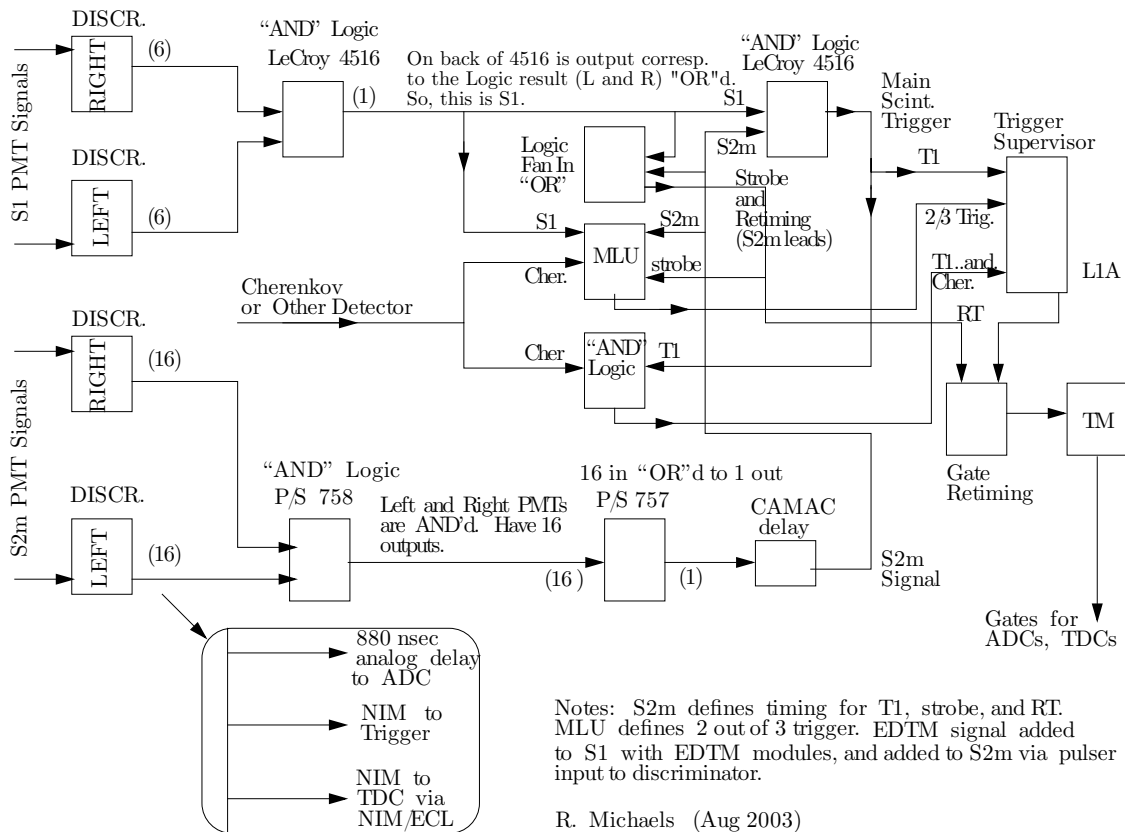 DISCR.
RIGHT
(6)
S1 PMT Signals
DISCR.
LEFT
(6)
“AND” Logic
LeCroy 4516
(1)
On back of 4516 is output corresp.
to the Logic result (L and R) "OR"d.
So, this is S1.
“AND” Logic
LeCroy 4516
S1
S2m
Main
Scint.
Trigger
Trigger
Supervisor
T1
Logic
Fan In
“OR”
Strobe
and
Retiming
(S2m leads)
2/3 Trig.
S1
S2m
MLU
Cher.
strobe
T1..and.
Cher.
L1A
Cherenkov
or Other Detector
RT
Cher
“AND”
Logic
T1
DISCR.
RIGHT
(16)
S2m PMT Signals
DISCR.
LEFT
(16)
TM
Gate
Retiming
“AND” Logic
P/S 758
Left and Right PMTs
are AND'd. Have 16
outputs.
16 in “OR”d to 1 out
P/S 757
(16)
(1)
CAMAC
delay
S2m
Signal
Gates for
ADCs, TDCs
880 nsec
analog delay
to ADC
NIM to
Trigger
NIM to
TDC via
NIM/ECL
Notes: S2m defines timing for T1, strobe, and RT.
MLU defines 2 out of 3 trigger. EDTM signal added
to S1 with EDTM modules, and added to S2m via pulser
input to discriminator.
R. Michaels (Aug 2003)